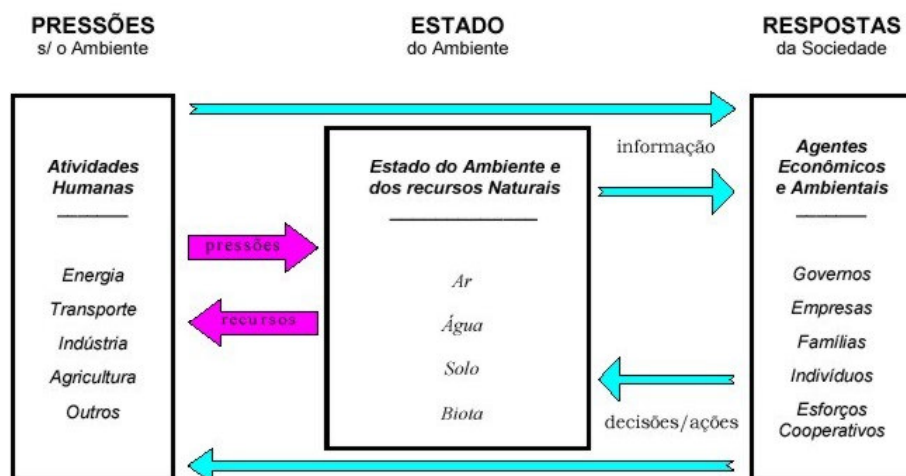 PRESSÕES
s/ o Ambiente
ESTADO
do Ambiente
RESPOSTAS
da Sociedade
Atividades
Humanas
Energia
Transporte
Indústria
Agricultura
Outros
pressões
recursos
Estado do Ambiente e
dos recursos Naturais
Ar
Água
Solo
Biota
informação
decisões/ações
Agentes
Econômicos
e Ambientais
Governos
Empresas
Famílias
Indivíduos
Esforços
Cooperativos